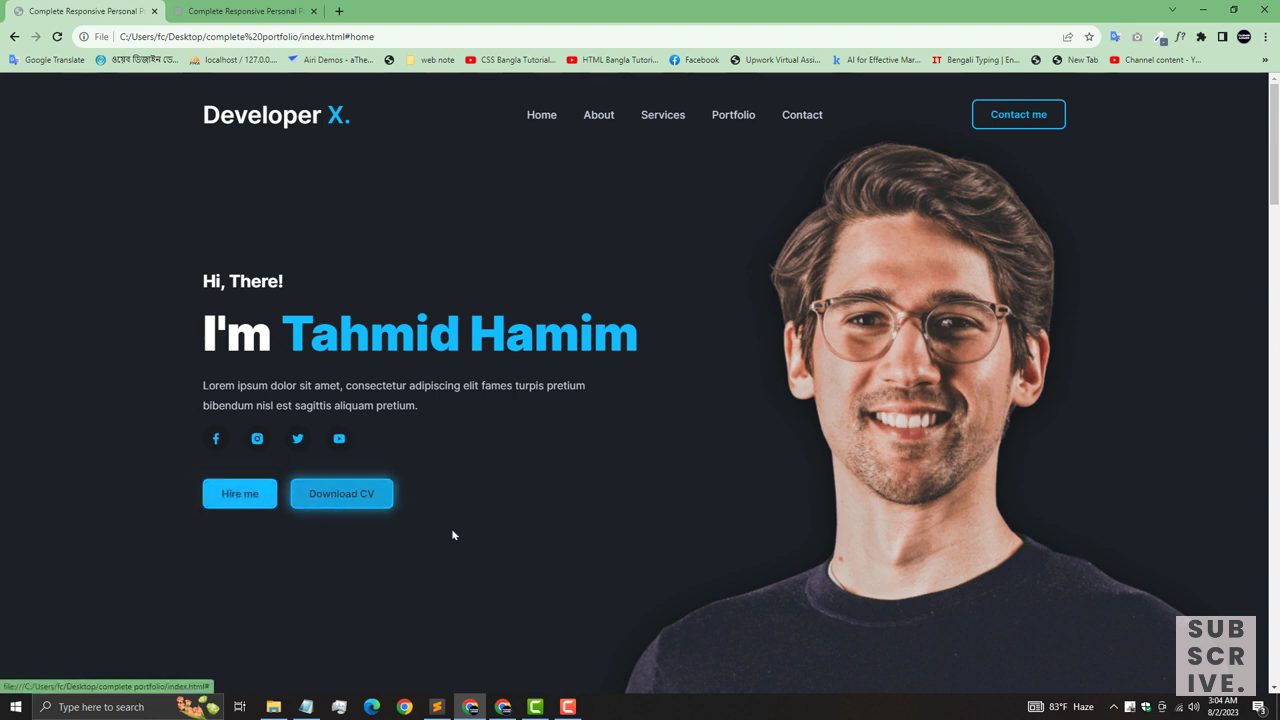 Complete Responsive Personal P
Complete Responsive Personal P
File
C:/Users/fc/Desktop/complete%20portfolio/index.html#home
Google Translate
ওয়েব ডিজাইন তে...
localhost / 127.0.0....
Airi Demos - aThe...
web note
CSS Bangla Tutorial...
HTML Bangla Tutori...
Facebook
Upwork Virtual Assi...
AI for Effective Mar...
Bengali Typing | En...
New Tab
Channel content - Y...
Developer X.
Home
About
Services
Portfolio
Contact
Contact me
Hi, There!
I'm Tahmid Hamim
Lorem ipsum dolor sit amet, consectetur adipiscing elit fames turpis pretium
bibendum nisl est sagittis aliquam pretium.
Hire me
Download CV
SUB
SCR
IVE.
file:///C:/Users/fc/Desktop/complete portfolio/index.html#
Type here to search
83°F Haze
3:04 AM
8/2/2023